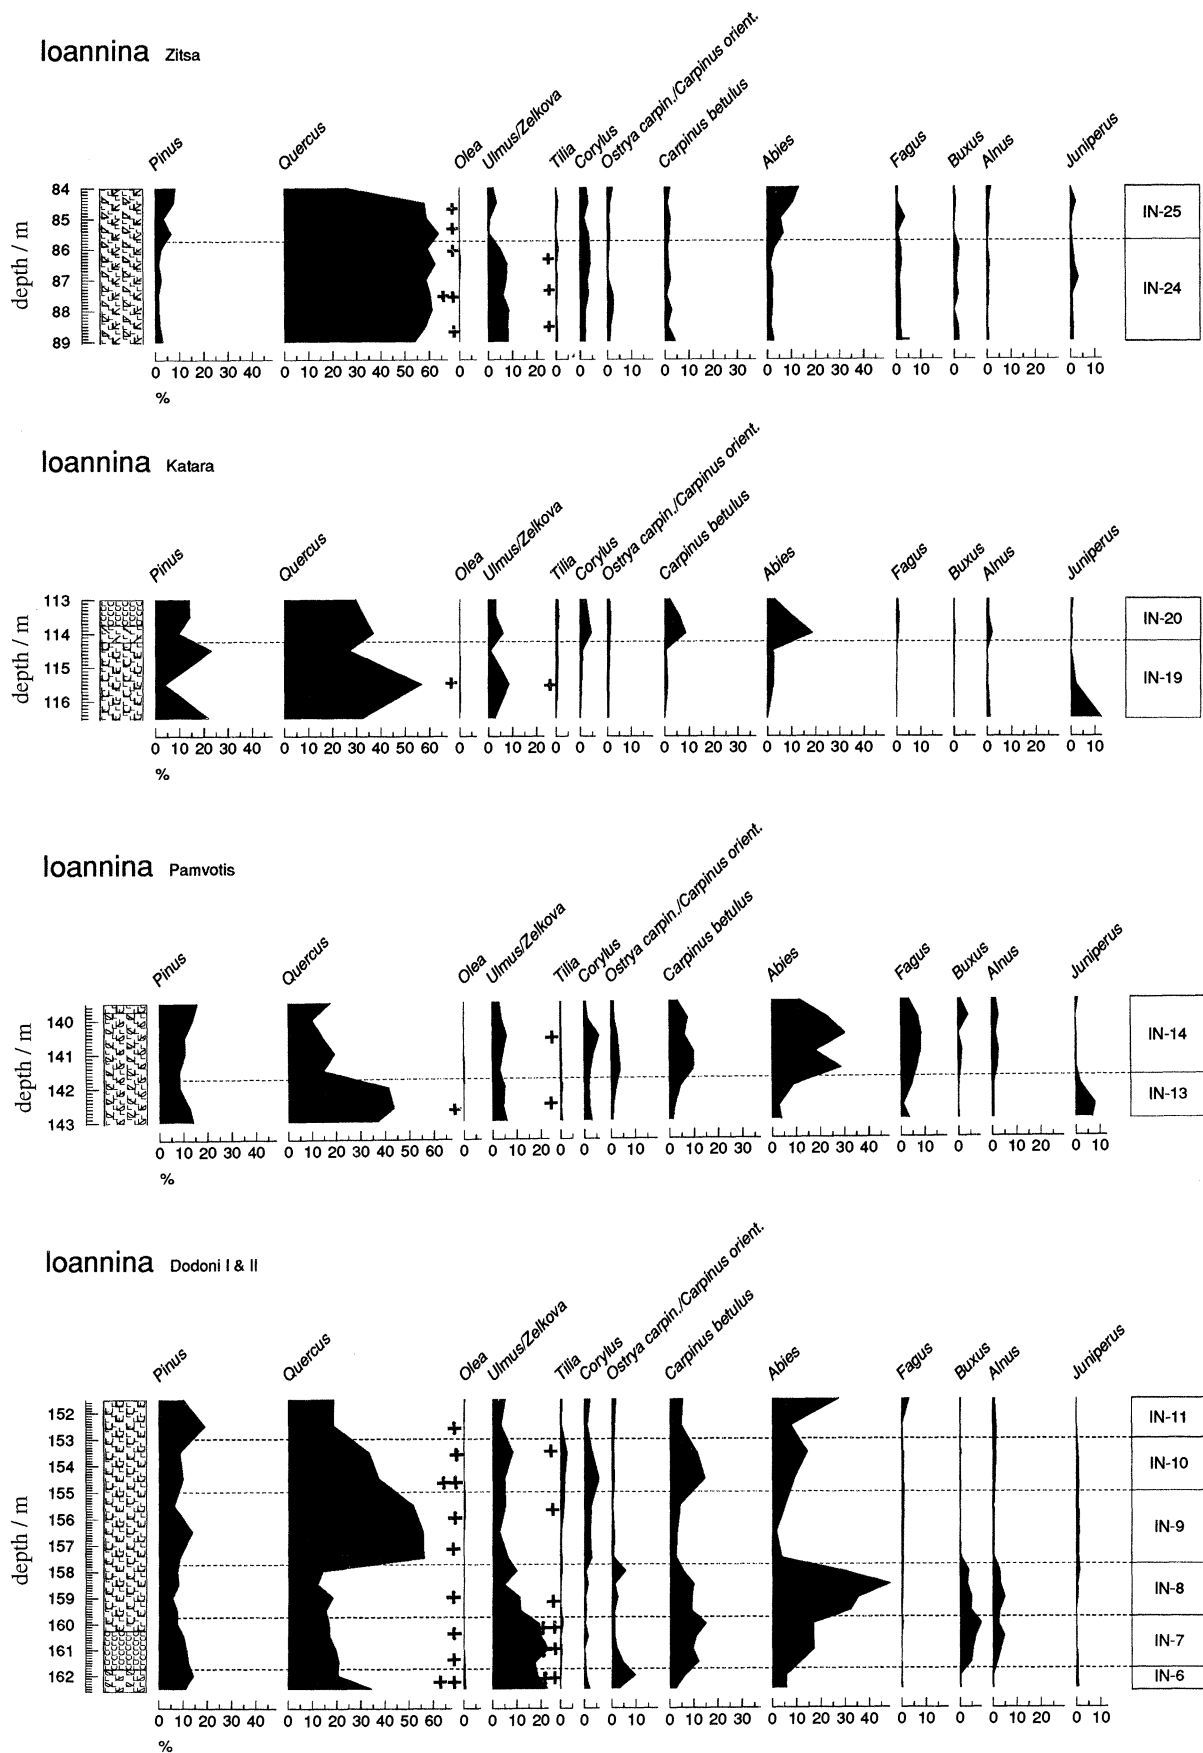 Ioannina Zitsa
Pinus Quercus Olea Ulmus/Zelkova Tilia Corylus Ostrya carpin./Carpinus orient. Carpinus betulus Abies Fagus Buxus Alnus Juniperus
depth / m
84
85
86
87
88
89
IN-25
IN-24
0 10 20 30 40 0 10 20 30 40 50 60 0 0 10 20 0 0 0 10 0 10 20 30 0 10 20 30 40 0 10 0 0 10 20 0 10
%
Ioannina Katara
Pinus Quercus Olea Ulmus/Zelkova Tilia Corylus Ostrya carpin./Carpinus orient. Carpinus betulus Abies Fagus Buxus Alnus Juniperus
depth / m
113
114
115
116
IN-20
IN-19
0 10 20 30 40 0 10 20 30 40 50 60 0 0 10 20 0 0 0 10 0 10 20 30 0 10 20 30 40 0 10 0 0 10 20 0 10
%
Ioannina Pamvotis
Pinus Quercus Olea Ulmus/Zelkova Tilia Corylus Ostrya carpin./Carpinus orient. Carpinus betulus Abies Fagus Buxus Alnus Juniperus
depth / m
140
141
142
143
IN-14
IN-13
0 10 20 30 40 0 10 20 30 40 50 60 0 0 10 20 0 0 0 10 0 10 20 30 0 10 20 30 40 0 10 0 0 10 20 0 10
%
Ioannina Dodoni I & II
Pinus Quercus Olea Ulmus/Zelkova Tilia Corylus Ostrya carpin./Carpinus orient. Carpinus betulus Abies Fagus Buxus Alnus Juniperus
depth / m
152
153
154
155
156
157
158
159
160
161
162
IN-11
IN-10
IN-9
IN-8
IN-7
IN-6
0 10 20 30 40 0 10 20 30 40 50 60 0 0 10 20 0 0 0 10 0 10 20 30 0 10 20 30 40 0 10 0 0 10 20 0 10
%